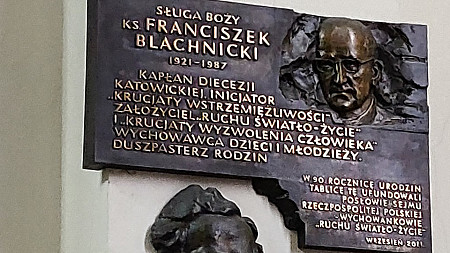 SŁUGA BOŻY
KS. FRANCISZEK
BLACHNICKI
1921-1987
KAPŁAN DIECEZJI
KATOWICKIEJ, INICJATOR
„KRUCJATY WSTRZEMIĘŹLIWOŚCI"
ZAŁOŻYCIEL „RUCHU ŚWIATŁO-ŻYCIE"
I „KRUCJATY WYZWOLENIA CZŁOWIEKA"
WYCHOWAWCA DZIECI I MŁODZIEŻY.
DUSZPASTERZ RODZIN
W 90. ROCZNICĘ URODZIN
TABLICĘ TĘ UFUNDOWALI
POSŁOWIE SEJMU
RZECZPOSPOLITEJ POLSKIEJ
-WYCHOWANKOWIE
„RUCHU ŚWIATŁO-ŻYCIE"
WRZESIEŃ 2011